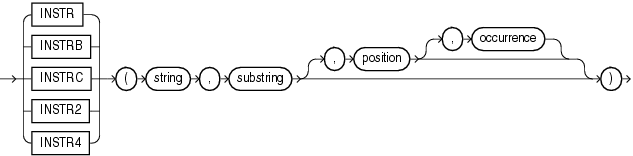 INSTR
INSTRB
INSTRC ( string , substring , position , occurrence )
INSTR2
INSTR4